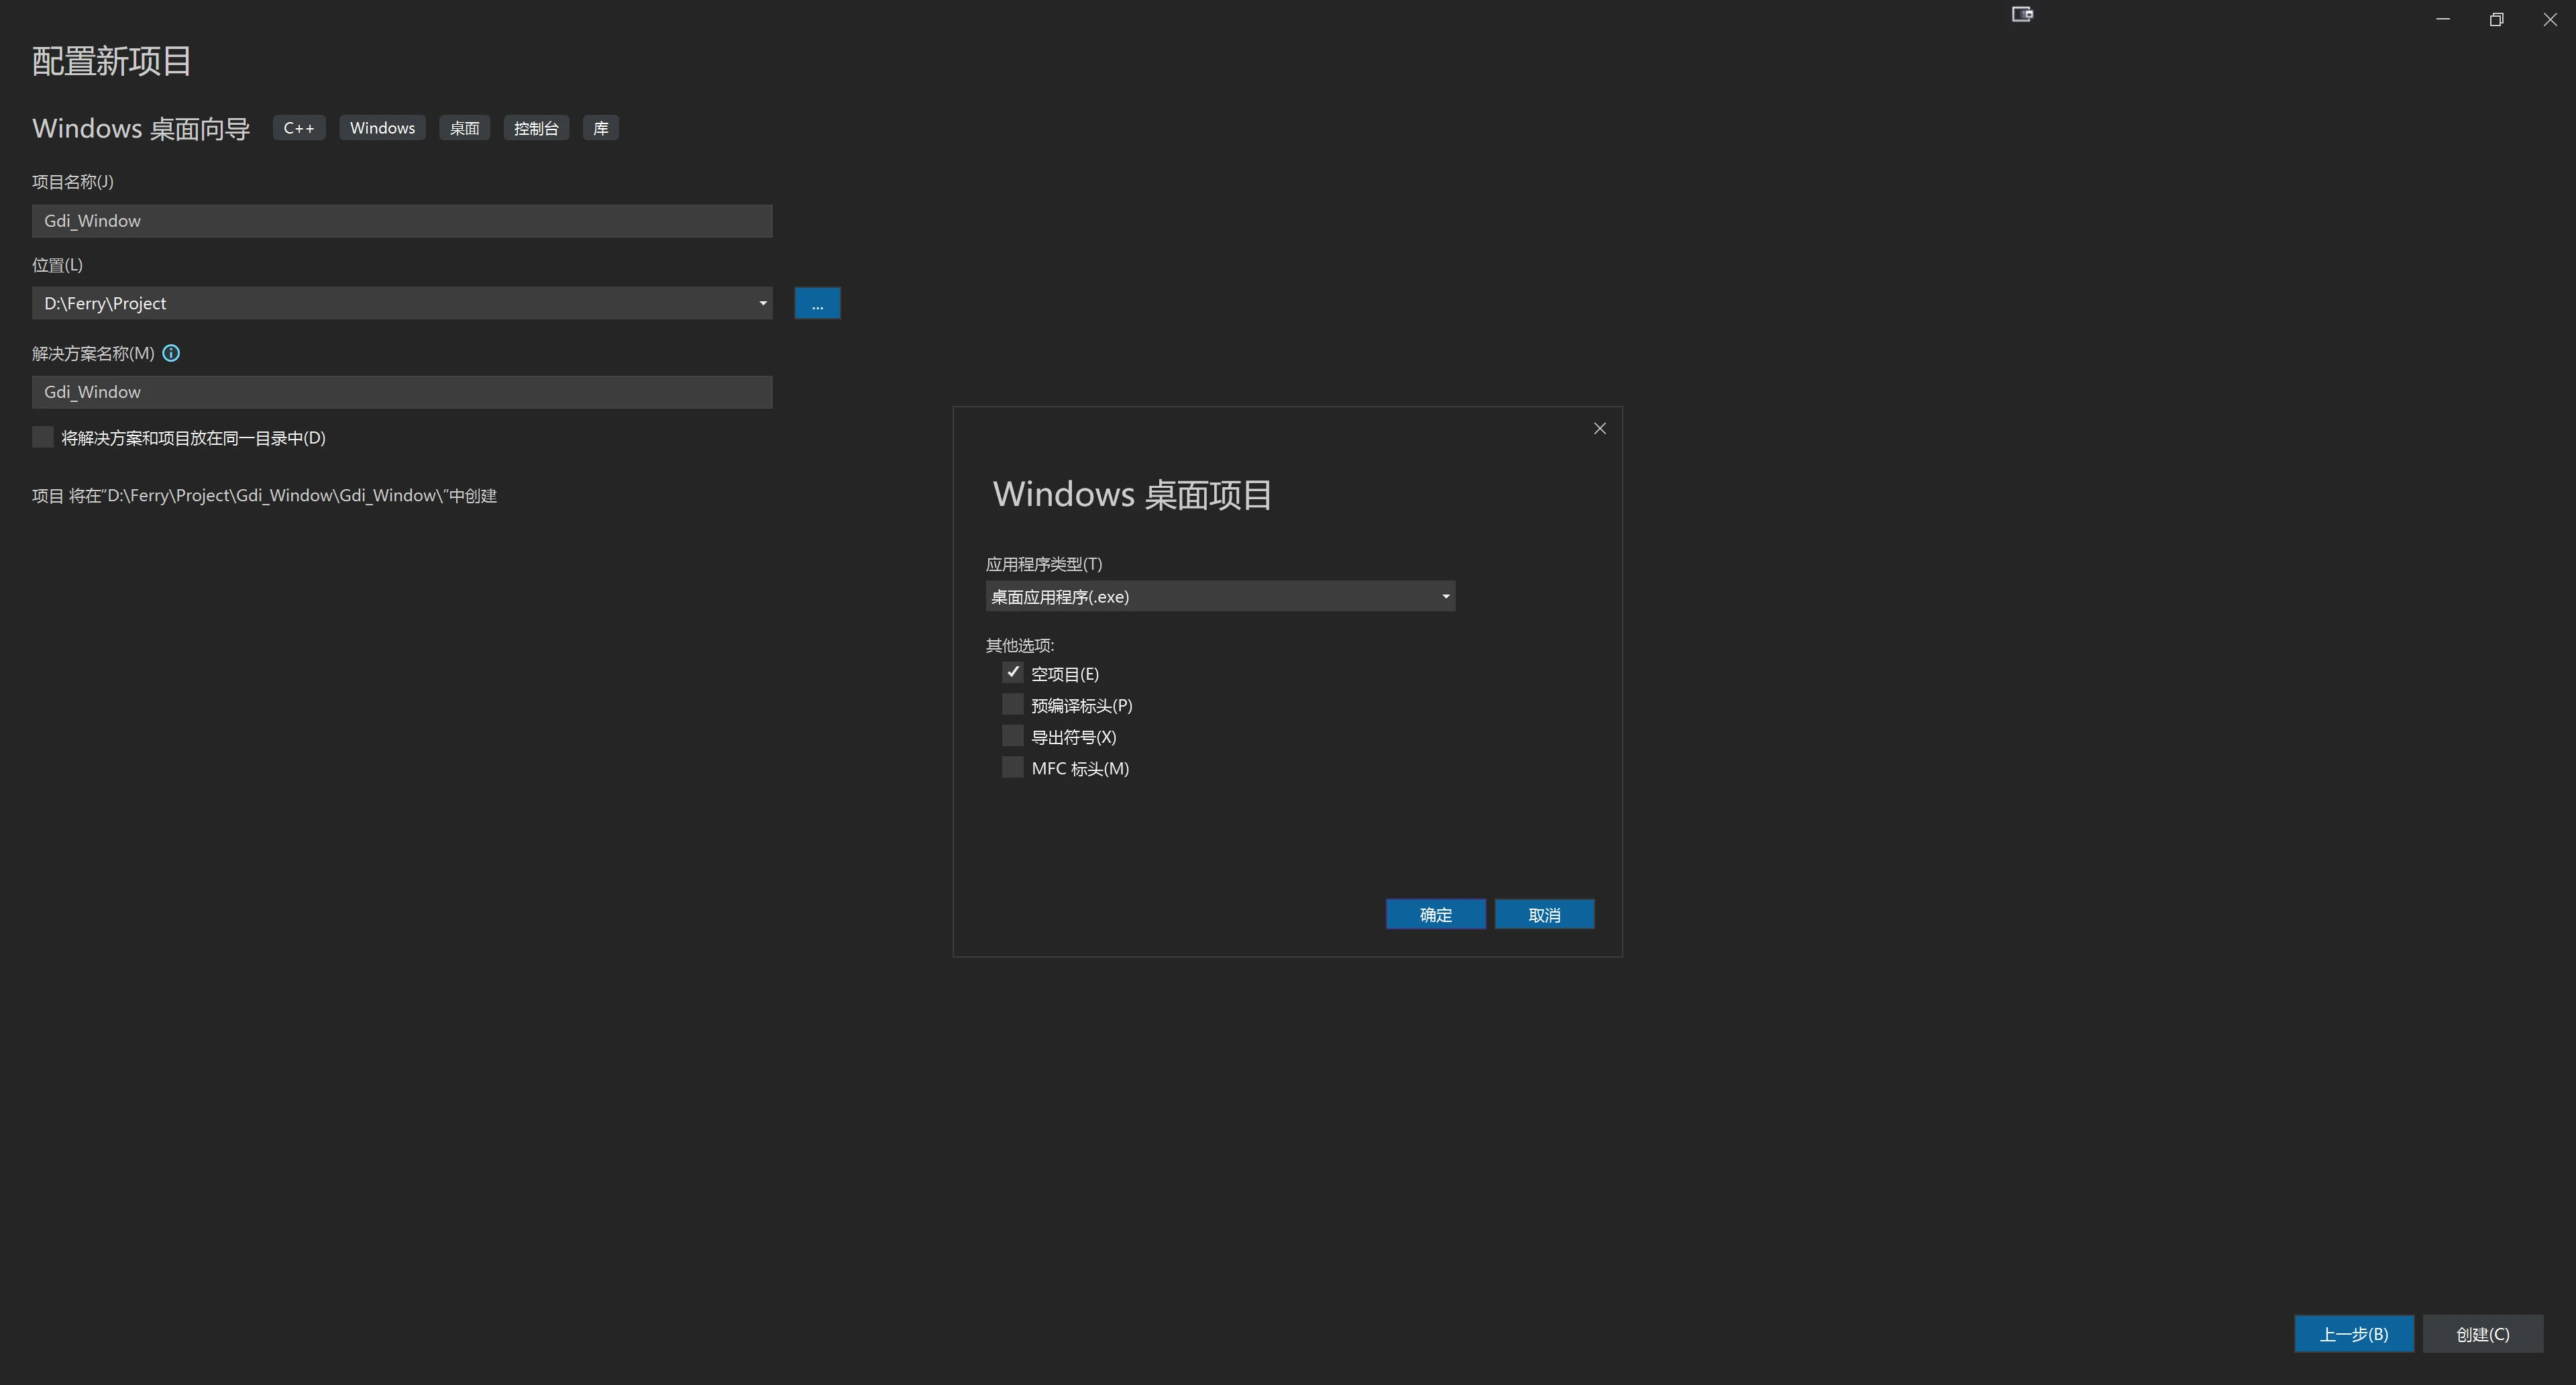 配置新项目
Windows 桌面向导 C++ Windows 桌面 控制台 库
项目名称(J)
Gdi_Window
位置(L)
D:\Ferry\Project
...
解决方案名称(M)
Gdi_Window
将解决方案和项目放在同一目录中(D)
项目 将在“D:\Ferry\Project\Gdi_Window\Gdi_Window\”中创建
Windows 桌面项目
应用程序类型(T)
桌面应用程序(.exe)
其他选项:
空项目(E)
预编译标头(P)
导出符号(X)
MFC 标头(M)
确定 取消
上一步(B) 创建(C)